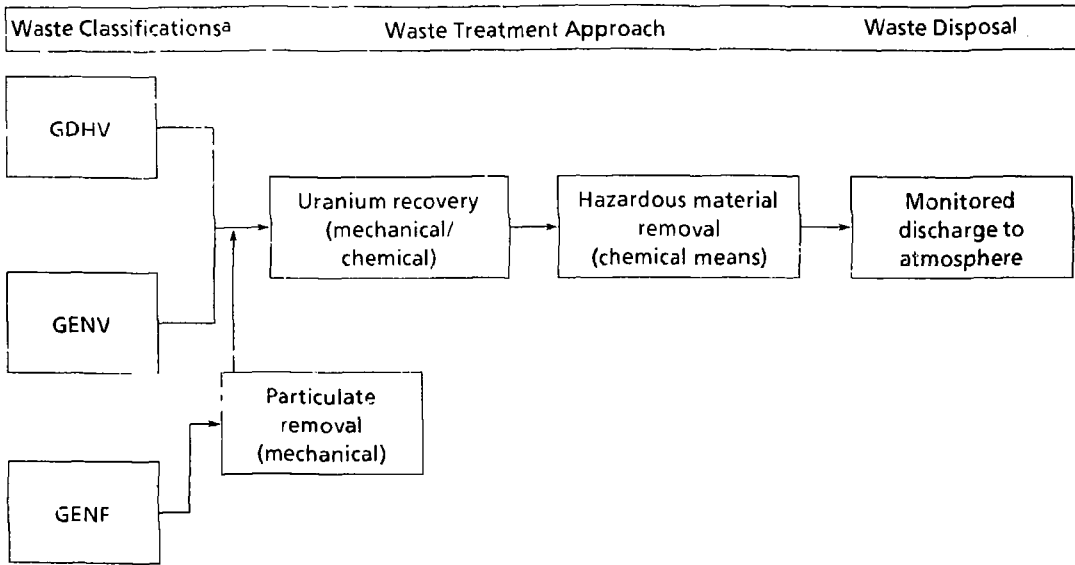 Waste Classificationsa Waste Treatment Approach Waste Disposal
GDHV
Uranium recovery
(mechanical/
chemical)
Hazardous material
removal
(chemical means)
Monitored
discharge to
atmosphere
GENV
Particulate
removal
(mechanical)
GENF